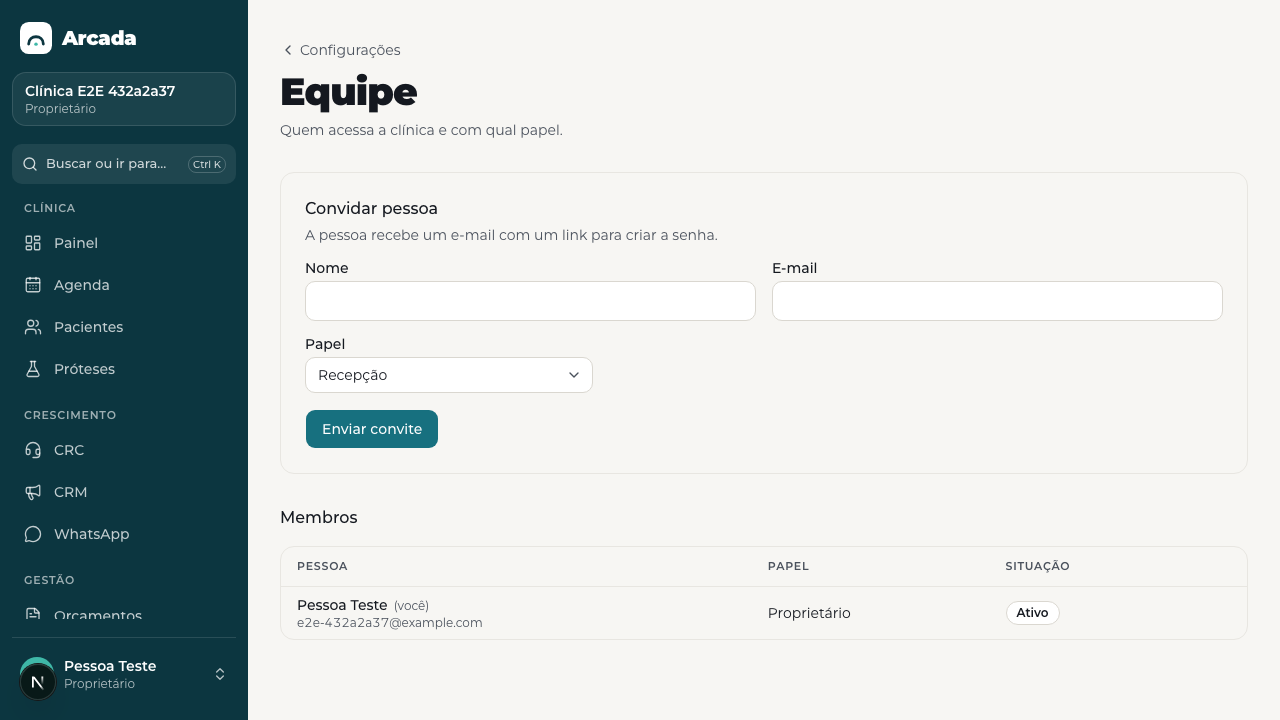 Arcada
Clínica E2E 432a2a37
Proprietário
Buscar ou ir para... Ctrl K
CLÍNICA
Painel
Agenda
Pacientes
Próteses
CRESCIMENTO
CRC
CRM
WhatsApp
GESTÃO
Orçamentos
Pessoa Teste
Proprietário
N
Configurações
Equipe
Quem acessa a clínica e com qual papel.
Convidar pessoa
A pessoa recebe um e-mail com um link para criar a senha.
Nome E-mail
Papel
Recepção
Enviar convite
Membros
PESSOA PAPEL SITUAÇÃO
Pessoa Teste (você) Proprietário Ativo
e2e-432a2a37@example.com